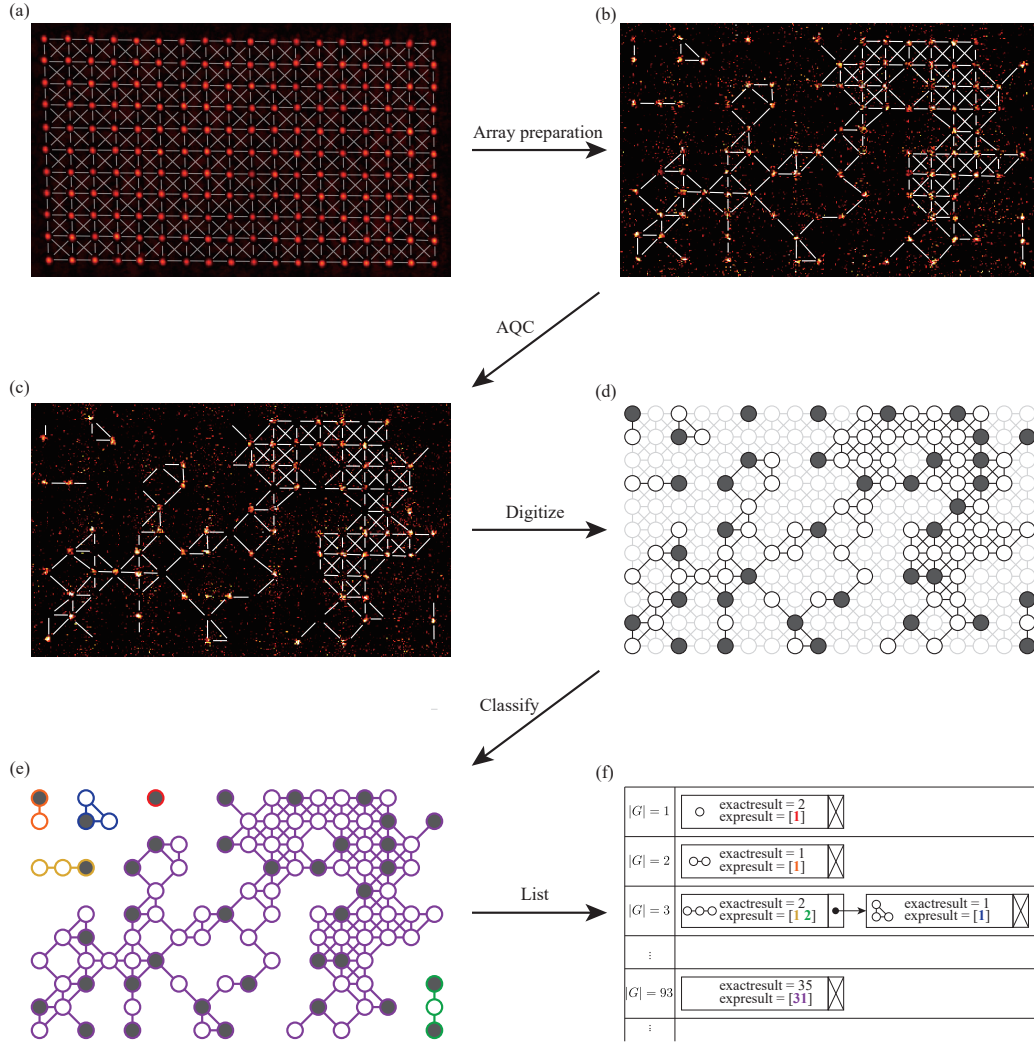 (a)
(b)
Array preparation
AQC
(c)
(d)
Digitize
Classify
(e)
(f)
List
|G| = 1
exactresult = 2
expresult = [1]
|G| = 2
exactresult = 1
expresult = [1]
|G| = 3
exactresult = 2
expresult = [1 2]
exactresult = 1
expresult = [1]
⋮
|G| = 93
exactresult = 35
expresult = [31]
⋮